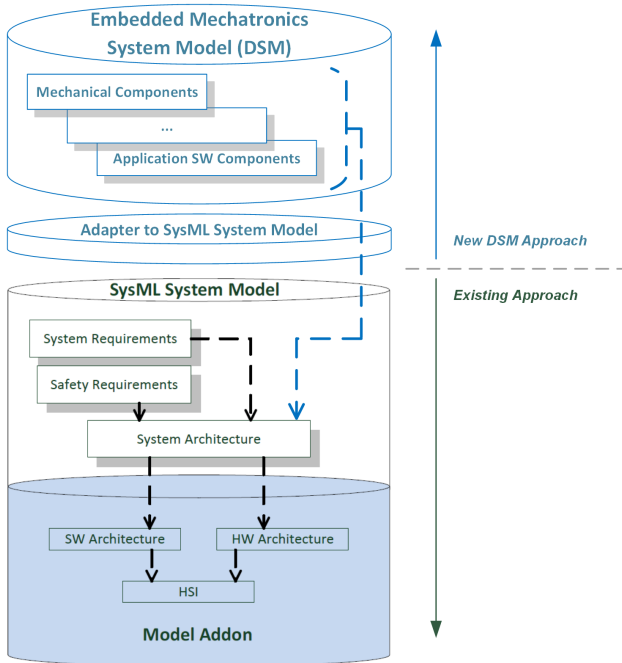 Embedded Mechatronics
System Model (DSM)
Mechanical Components
...
Application SW Components
Adapter to SysML System Model
New DSM Approach
Existing Approach
SysML System Model
System Requirements
Safety Requirements
System Architecture
SW Architecture
HW Architecture
HSI
Model Addon